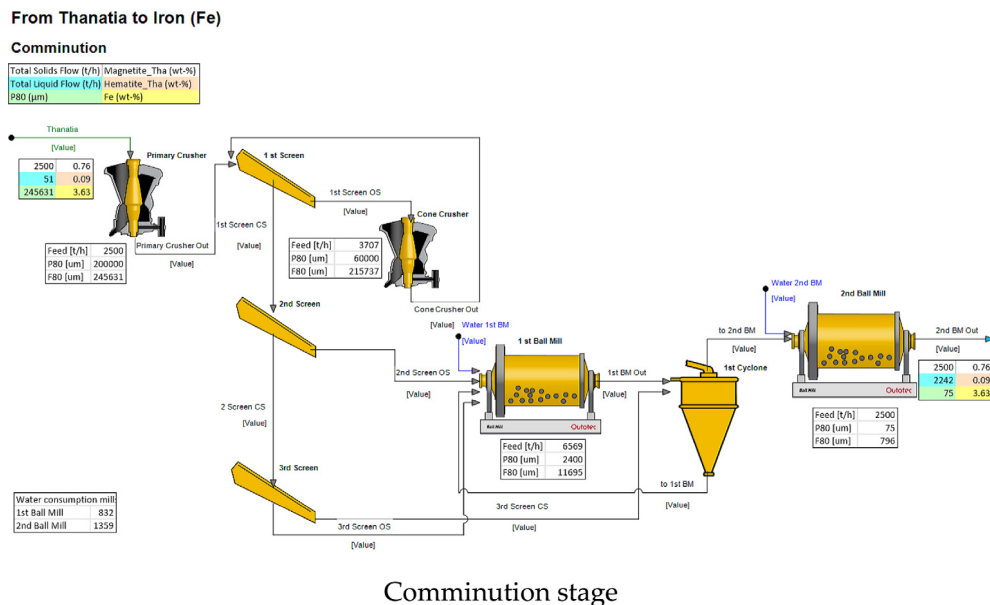 From Thanatia to Iron (Fe)
Comminution
Total Solids Flow (t/h) Magnetite_Tha (wt-%)
Total Liquid Flow (t/h) Hematite_Tha (wt-%)
P80 (µm) Fe (wt-%)
Thanatia
[Value]
2500 0.76
51 0.09
245631 3.63
Primary Crusher
Primary Crusher Out
[Value]
Feed [t/h] 2500
P80 [um] 200000
F80 [um] 245631
1 st Screen
1st Screen OS
[Value]
1st Screen CS
[Value]
Cone Crusher
Feed [t/h] 3707
P80 [um] 60000
F80 [um] 215737
Cone Crusher Out
[Value]
2nd Screen
2nd Screen OS
[Value]
Water 1st BM
[Value]
1 st Ball Mill
Ball Mill Outotec
1st BM Out
[Value]
Feed [t/h] 6569
P80 [um] 2400
F80 [um] 11695
to 2nd BM
[Value]
1st Cyclone
Water 2nd BM
[Value]
2nd Ball Mill
Ball Mill Outotec
2nd BM Out
[Value]
2500 0.76
2242 0.09
75 3.63
Feed [t/h] 2500
P80 [um] 75
F80 [um] 796
2 Screen CS
[Value]
3rd Screen
to 1st BM
[Value]
3rd Screen CS
[Value]
3rd Screen OS
[Value]
Water consumption mill
1st Ball Mill 832
2nd Ball Mill 1359
Comminution stage